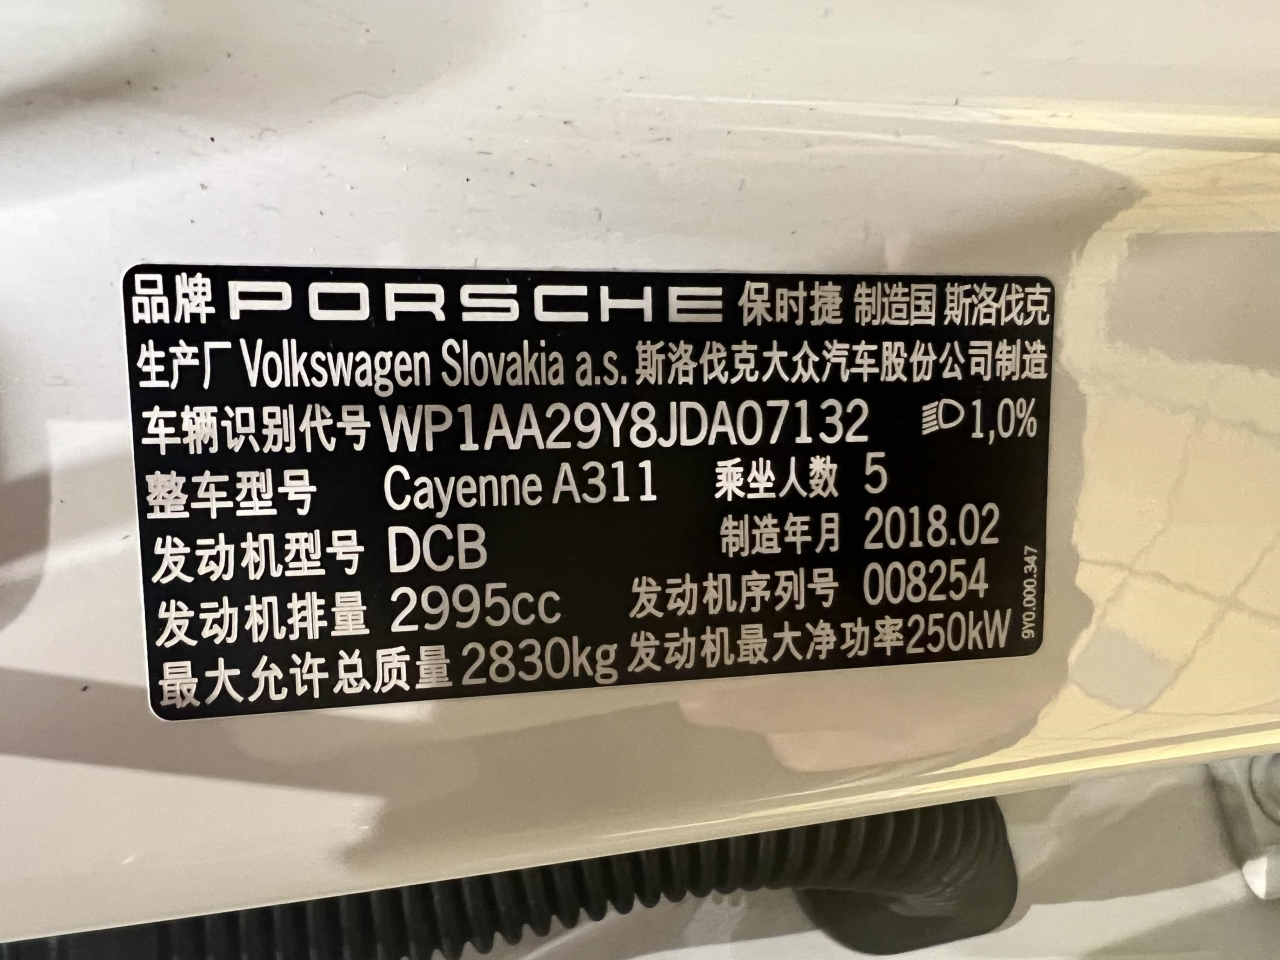 品牌 PORSCHE 保时捷 制造国 斯洛伐克
生产厂 Volkswagen Slovakia a.s. 斯洛伐克大众汽车股份公司制造
车辆识别代号 WP1AA29Y8JDA07132 1,0%
整车型号 Cayenne A311 乘坐人数 5
发动机型号 DCB 制造年月 2018.02
发动机排量 2995cc 发动机序列号 008254
最大允许总质量 2830kg 发动机最大净功率 250kW
9Y0.000.347